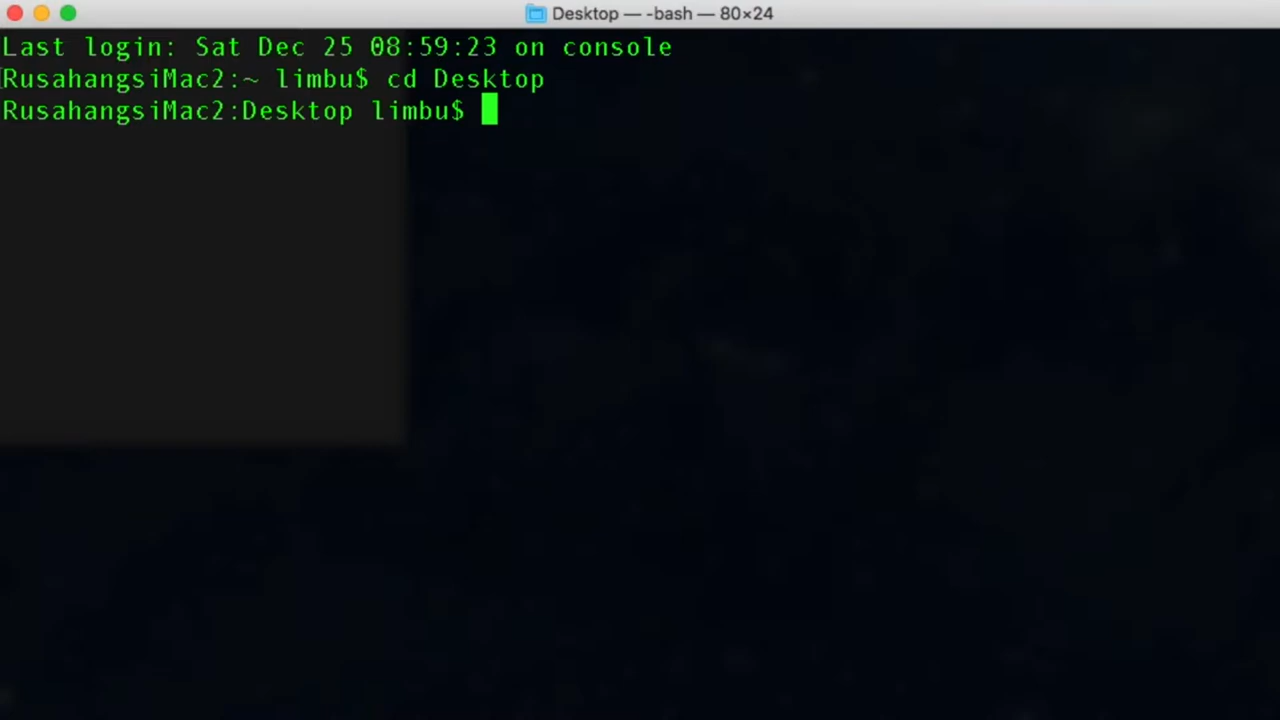 Desktop — -bash — 80×24
Last login: Sat Dec 25 08:59:23 on console
RusahangsiMac2:~ limbu$ cd Desktop
RusahangsiMac2:Desktop limbu$